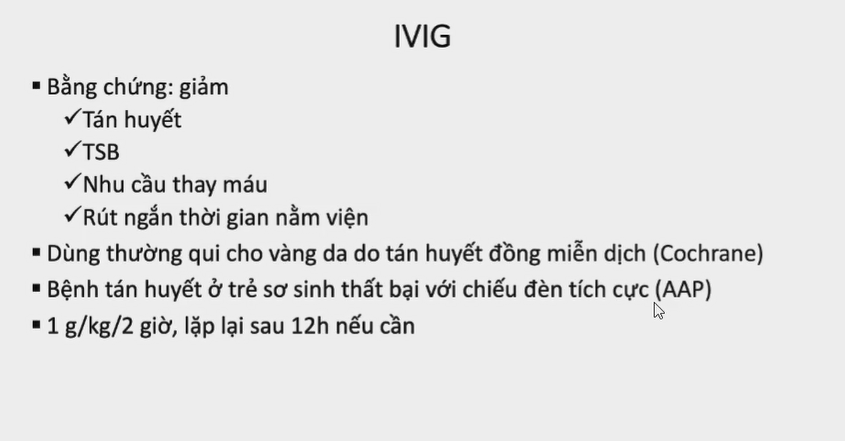 IVIG
▪ Bằng chứng: giảm
✓Tán huyết
✓TSB
✓Nhu cầu thay máu
✓Rút ngắn thời gian nằm viện
▪ Dùng thường qui cho vàng da do tán huyết đồng miễn dịch (Cochrane)
▪ Bệnh tán huyết ở trẻ sơ sinh thất bại với chiếu đèn tích cực (AAP)
▪ 1 g/kg/2 giờ, lặp lại sau 12h nếu cần